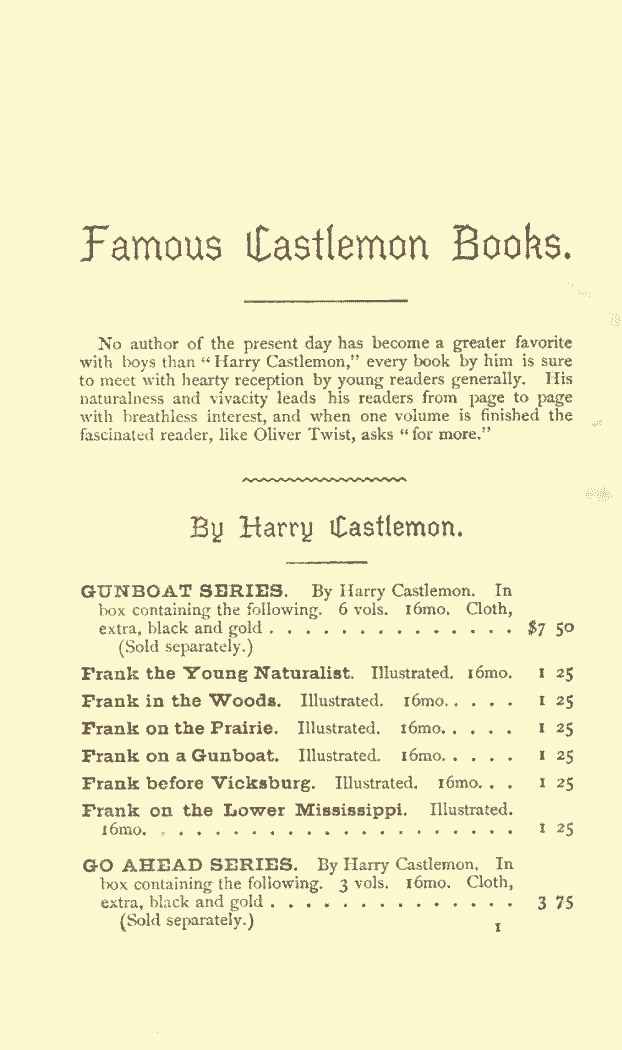 Famous Castlemon Books.
No author of the present day has become a greater favorite
with boys than “Harry Castlemon,” every book by him is sure
to meet with hearty reception by young readers generally. His
naturalness and vivacity leads his readers from page to page
with breathless interest, and when one volume is finished the
fascinated reader, like Oliver Twist, asks “for more.”
By Harry Castlemon.
GUNBOAT SERIES. By Harry Castlemon. In
box containing the following. 6 vols. 16mo. Cloth,
extra, black and gold . . . . . . . . . . . . . . $7 50
(Sold separately.)
Frank the Young Naturalist. Illustrated. 16mo. 1 25
Frank in the Woods. Illustrated. 16mo. . . . . 1 25
Frank on the Prairie. Illustrated. 16mo. . . . . 1 25
Frank on a Gunboat. Illustrated. 16mo. . . . . 1 25
Frank before Vicksburg. Illustrated. 16mo. . . 1 25
Frank on the Lower Mississippi. Illustrated.
16mo. . . . . . . . . . . . . . . . . . . . . 1 25
GO AHEAD SERIES. By Harry Castlemon. In
box containing the following. 3 vols. 16mo. Cloth,
extra, black and gold . . . . . . . . . . . . . . 3 75
(Sold separately.) 1